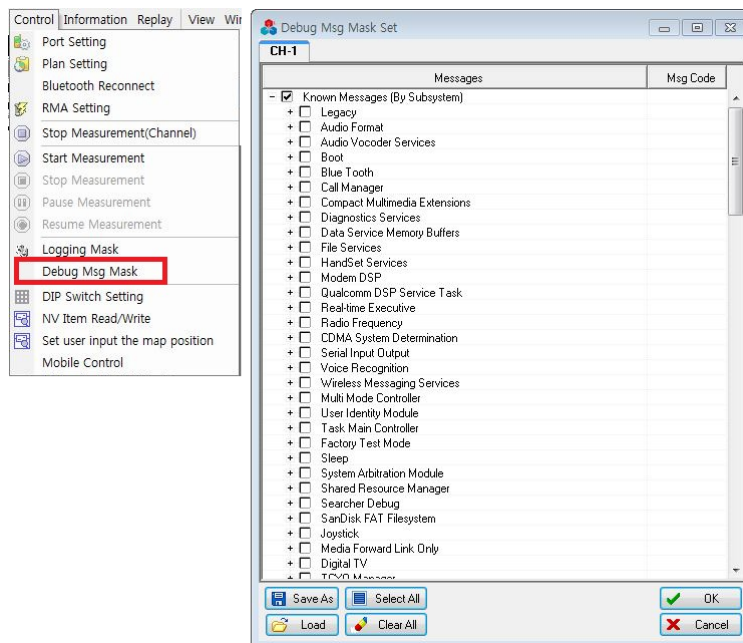 Control Information Replay View Wi
Port Setting
Plan Setting
Bluetooth Reconnect
RMA Setting
Stop Measurement(Channel)
Start Measurement
Stop Measurement
Pause Measurement
Resume Measurement
Logging Mask
Debug Msg Mask
DIP Switch Setting
NV Item Read/Write
Set user input the map position
Mobile Control
Debug Msg Mask Set
CH-1
Messages Msg Code
Known Messages (By Subsystem)
Legacy
Audio Format
Audio Vocoder Services
Boot
Blue Tooth
Call Manager
Compact Multimedia Extensions
Diagnostics Services
Data Service Memory Buffers
File Services
HandSet Services
Modem DSP
Qualcomm DSP Service Task
Real-time Executive
Radio Frequency
CDMA System Determination
Serial Input Output
Voice Recognition
Wireless Messaging Services
Multi Mode Controller
User Identity Module
Task Main Controller
Factory Test Mode
Sleep
System Arbitration Module
Shared Resource Manager
Searcher Debug
SanDisk FAT Filesystem
Joystick
Media Forward Link Only
Digital TV
TCXO Manager
Save As Select All OK
Load Clear All Cancel